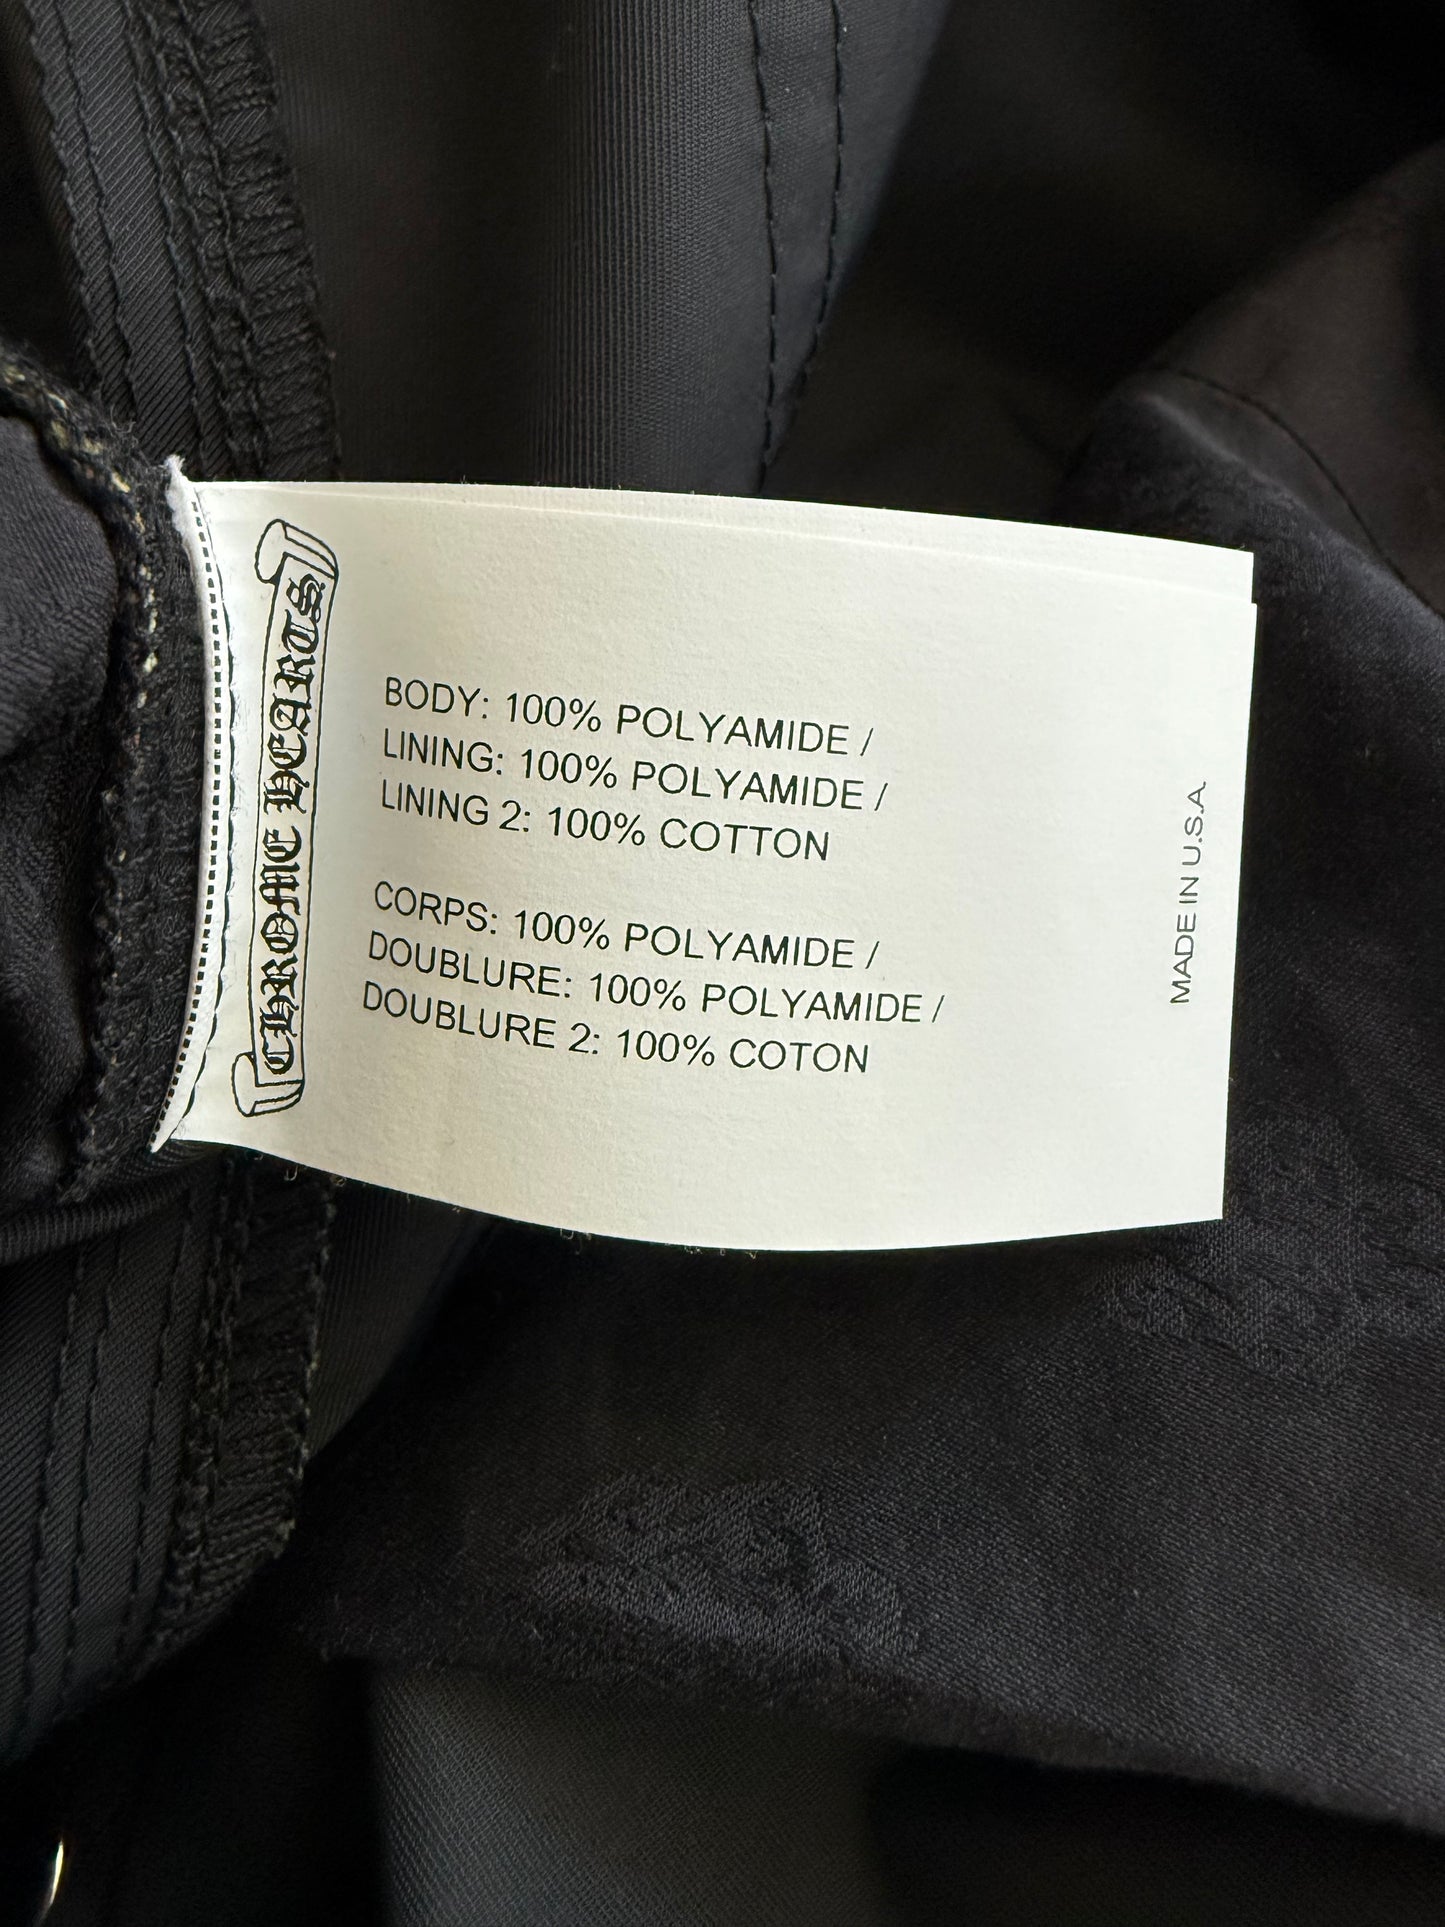 CHROME HEARTS
BODY: 100% POLYAMIDE /
LINING: 100% POLYAMIDE /
LINING 2: 100% COTTON
CORPS: 100% POLYAMIDE /
DOUBLURE: 100% POLYAMIDE /
DOUBLURE 2: 100% COTON
MADE IN U.S.A.